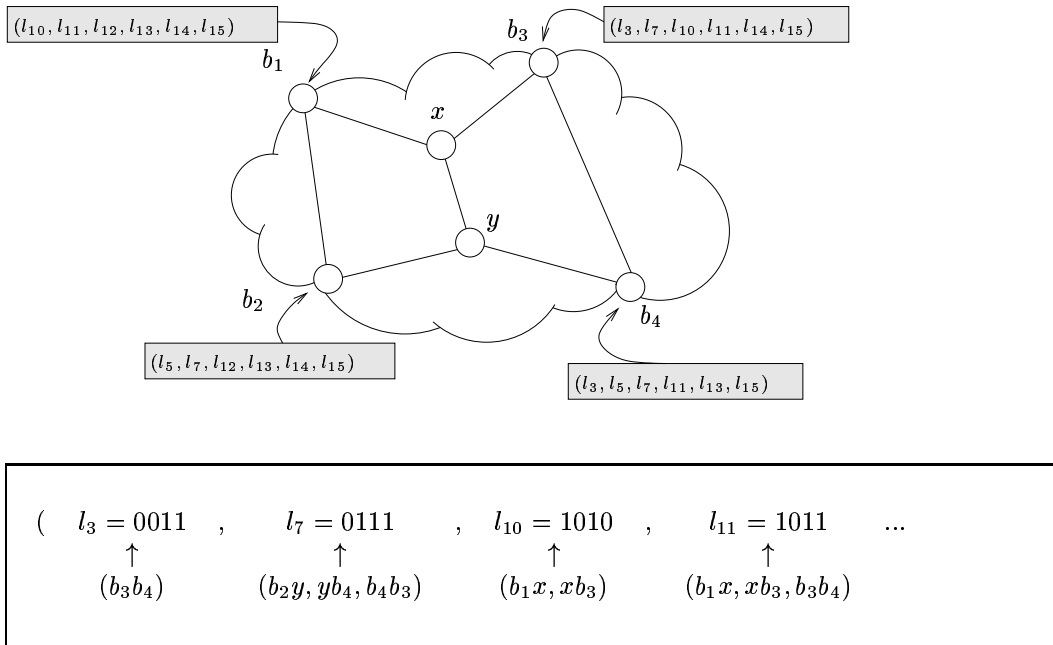 (l₁₀, l₁₁, l₁₂, l₁₃, l₁₄, l₁₅)
(l₃, l₇, l₁₀, l₁₁, l₁₄, l₁₅)
b₃
b₁
x
y
b₂
b₄
(l₅, l₇, l₁₂, l₁₃, l₁₄, l₁₅)
(l₃, l₅, l₇, l₁₁, l₁₃, l₁₅)
( l₃ = 0011 , l₇ = 0111 , l₁₀ = 1010 , l₁₁ = 1011 ...
↑ ↑ ↑ ↑
(b₃b₄) (b₂y, yb₄, b₄b₃) (b₁x, xb₃) (b₁x, xb₃, b₃b₄)